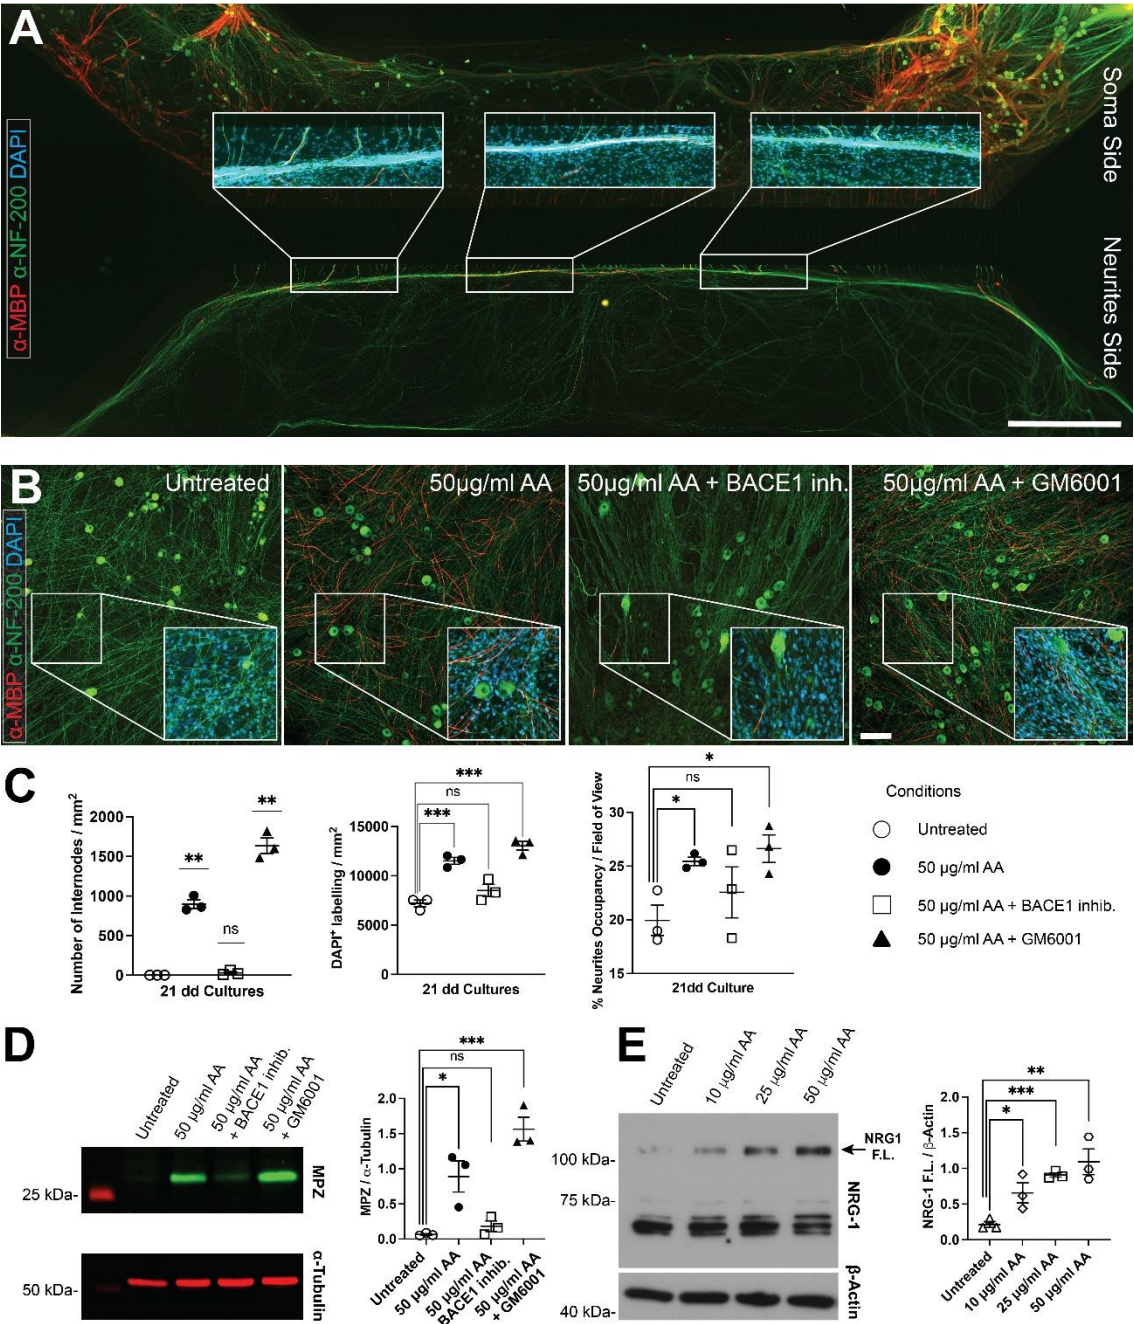 A
α-MBP α-NF-200 DAPI
Soma Side
Neurites Side
B
α-MBP α-NF-200 DAPI
Untreated
50µg/ml AA
50µg/ml AA + BACE1 inh.
50µg/ml AA + GM6001
C
Number of Internodes / mm²
2000
1500
1000
500
0
**
ns
**
21 dd Cultures
DAPI⁺ labelling / mm²
15000
10000
5000
0
***
ns
***
21 dd Cultures
% Neurites Occupancy / Field of View
30
25
20
15
*
ns
*
21dd Culture
Conditions
Untreated
50 µg/ml AA
50 µg/ml AA + BACE1 inhib.
50 µg/ml AA + GM6001
D
Untreated
50 µg/ml AA
50 µg/ml AA
+ BACE1 inhib.
50 µg/ml AA
+ GM6001
25 kDa-
MPZ
50 kDa-
α-Tubulin
MPZ / α-Tubulin
2.0
1.5
1.0
0.5
0.0
***
ns
*
Untreated
50 µg/ml AA
50 µg/ml AA
BACE1 inhib.
50 µg/ml AA
+ GM6001
E
Untreated
10 µg/ml AA
25 µg/ml AA
50 µg/ml AA
100 kDa-
75 kDa-
40 kDa-
NRG1
F.L.
NRG-1
β-Actin
NRG-1 F.L. / β-Actin
2.0
1.5
1.0
0.5
0.0
**
***
*
Untreated
10 µg/ml AA
25 µg/ml AA
50 µg/ml AA